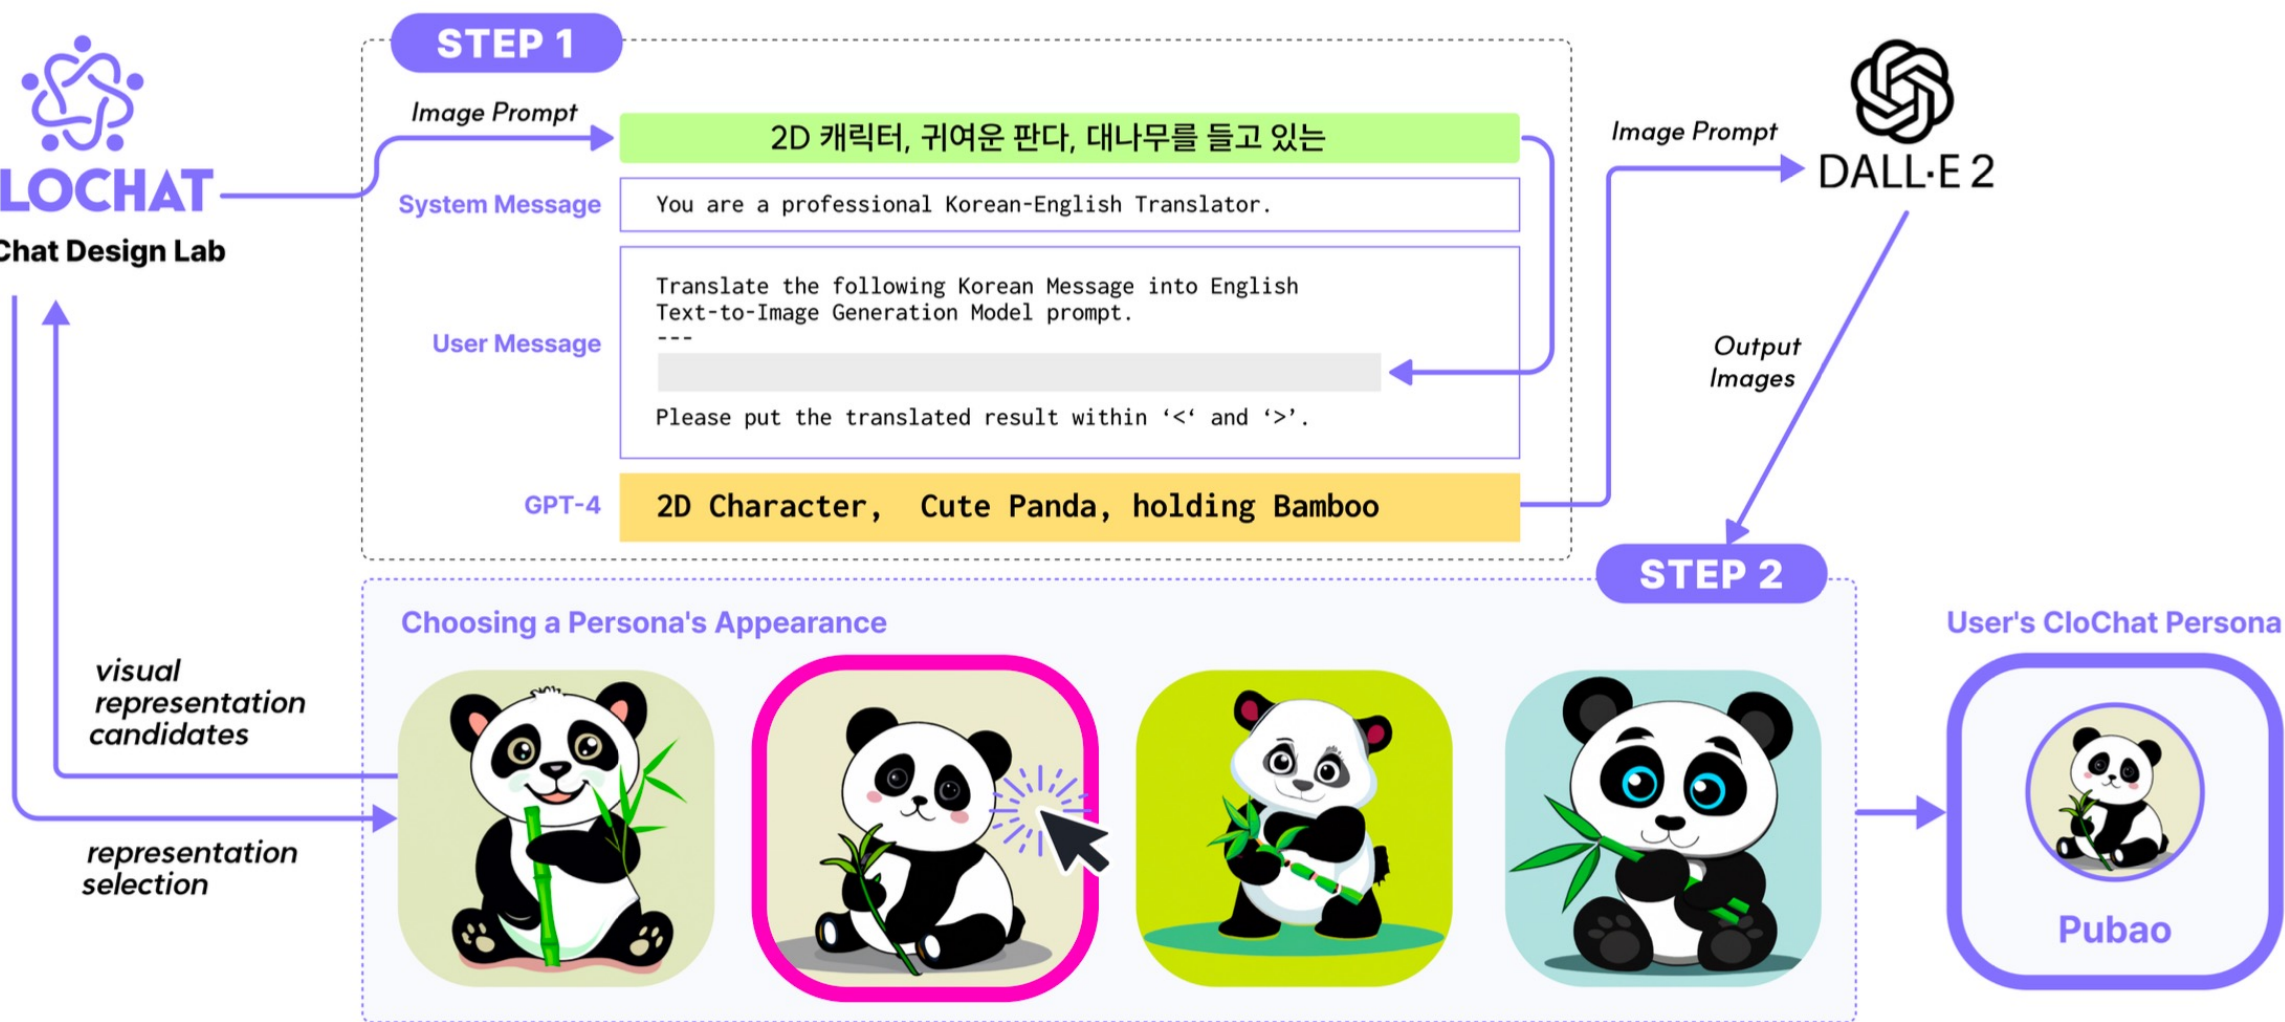 STEP 1
LOCHAT
Chat Design Lab
Image Prompt
2D 캐릭터, 귀여운 판다, 대나무를 들고 있는
System Message
You are a professional Korean-English Translator.
User Message
Translate the following Korean Message into English
Text-to-Image Generation Model prompt.
---
Please put the translated result within ‘<‘ and ‘>’.
GPT-4
2D Character, Cute Panda, holding Bamboo
Image Prompt
DALL·E 2
Output
Images
STEP 2
Choosing a Persona's Appearance
visual
representation
candidates
representation
selection
User's CloChat Persona
Pubao